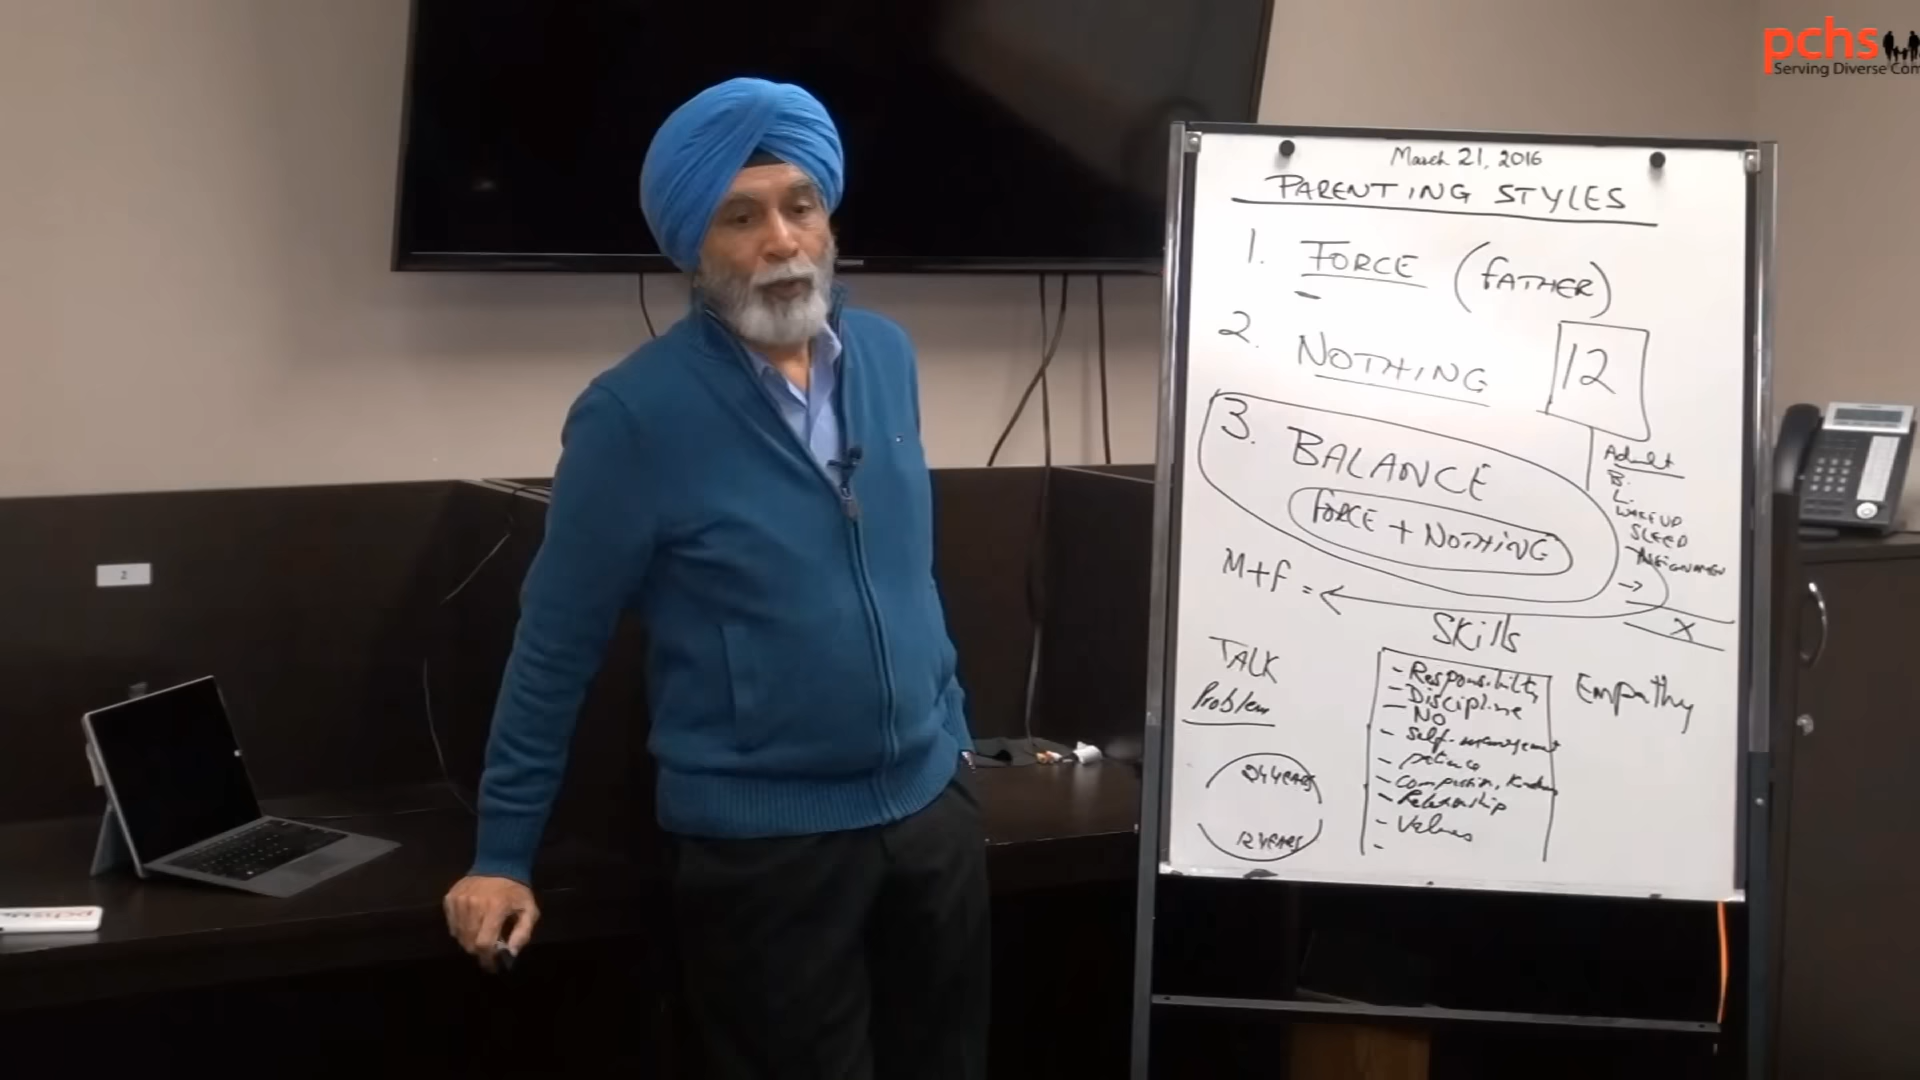 pchs
Serving Diverse Com
March 21, 2016
PARENTING STYLES
1. FORCE (FATHER)
2. NOTHING
12
3. BALANCE
FORCE + NOTHING
Adult
B.
L.
WAKE UP
SLEEP
M+F =
X
Skills
TALK
Problem
- Responsibility
- Discipline
- NO
- Self-management
- patience
- Compassion,
- Relationship
- Values
-
Empathy
24 YEARS
12 YEARS
2
pchs